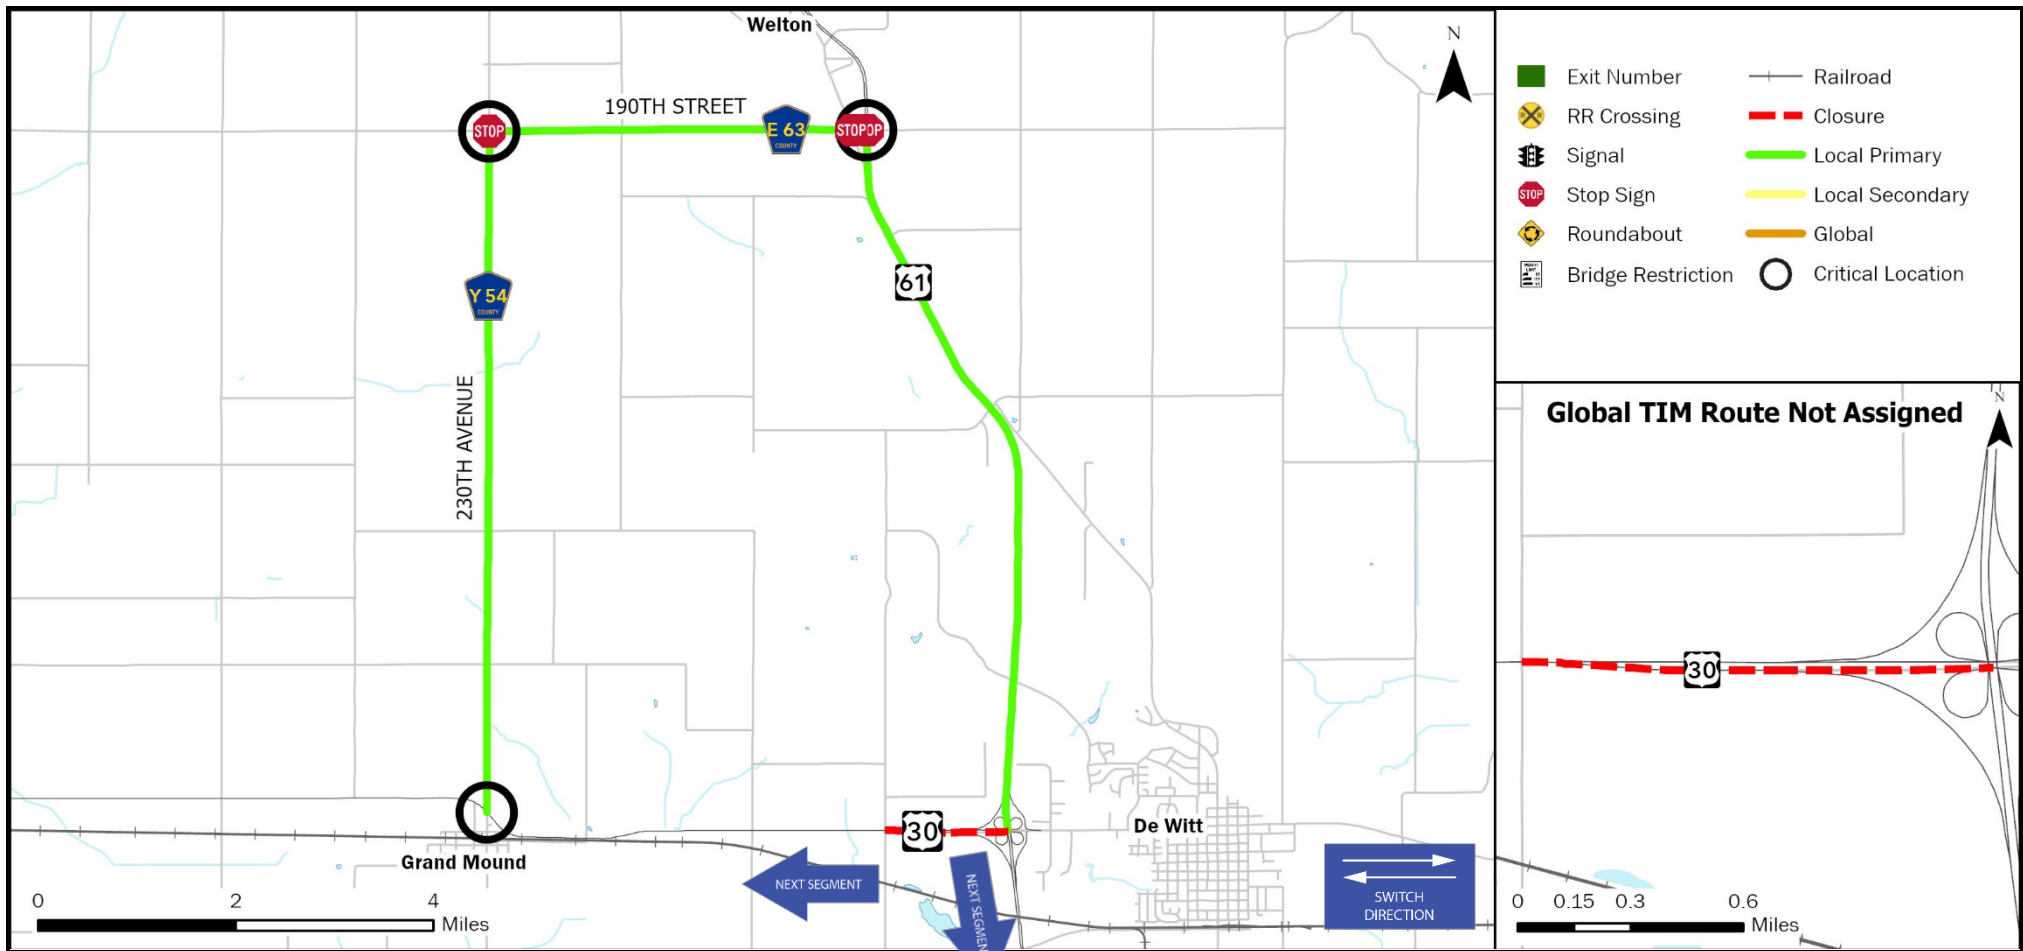 Welton
N
190TH STREET
E 63
COUNTY
STOP
STOP
OP
61
Y 54
COUNTY
230TH AVENUE
30
De Witt
Grand Mound
NEXT SEGMENT
NEXT SEGMEN
SWITCH
DIRECTION
0 2 4
Miles
Exit Number
Railroad
RR Crossing
Closure
Signal
Local Primary
STOP
Stop Sign
Local Secondary
Roundabout
Global
Bridge Restriction
Critical Location
Global TIM Route Not Assigned
N
30
0 0.15 0.3 0.6
Miles